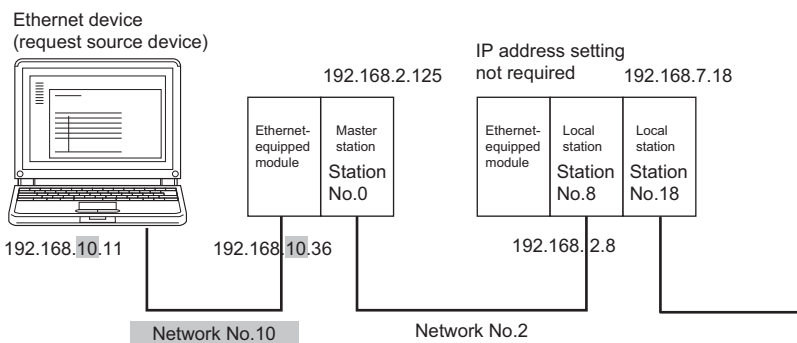 Ethernet device
(request source device)
IP address setting
not required
192.168.2.125
192.168.7.18
Ethernet-
equipped
module
Master
station
Station
No.0
Ethernet-
equipped
module
Local
station
Station
No.8
Local
station
Station
No.18
192.168.10.11
192.168.10.36
192.168.2.8
Network No.10
Network No.2